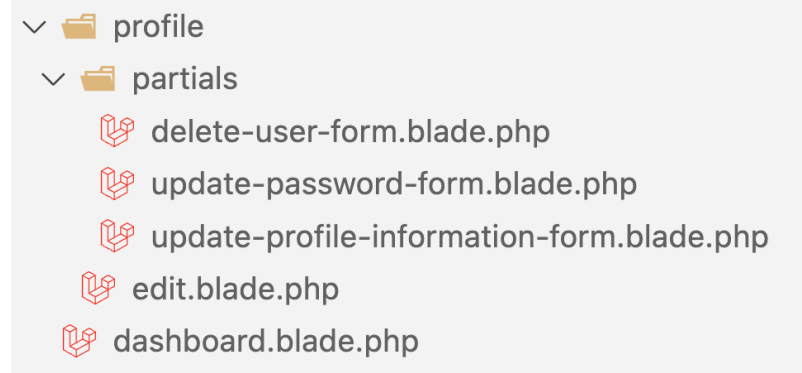 profile
partials
delete-user-form.blade.php
update-password-form.blade.php
update-profile-information-form.blade.php
edit.blade.php
dashboard.blade.php